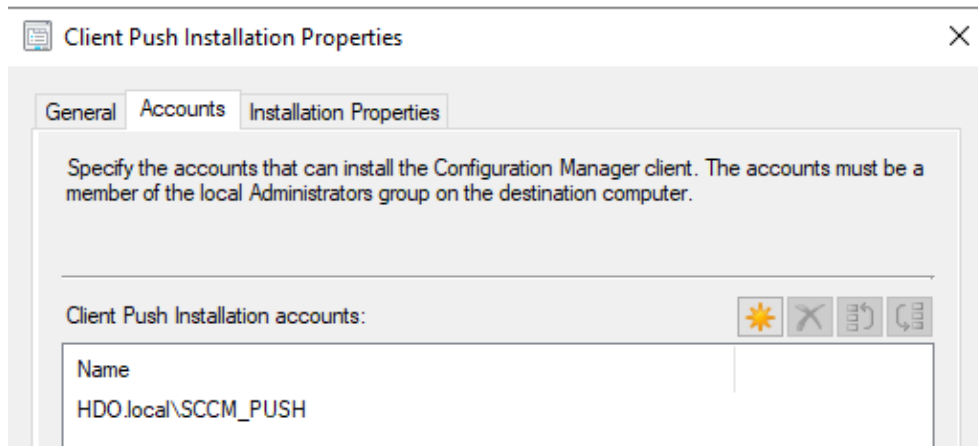 Client Push Installation Properties
General Accounts Installation Properties
Specify the accounts that can install the Configuration Manager client. The accounts must be a
member of the local Administrators group on the destination computer.
Client Push Installation accounts:
Name
HDO.local\SCCM_PUSH